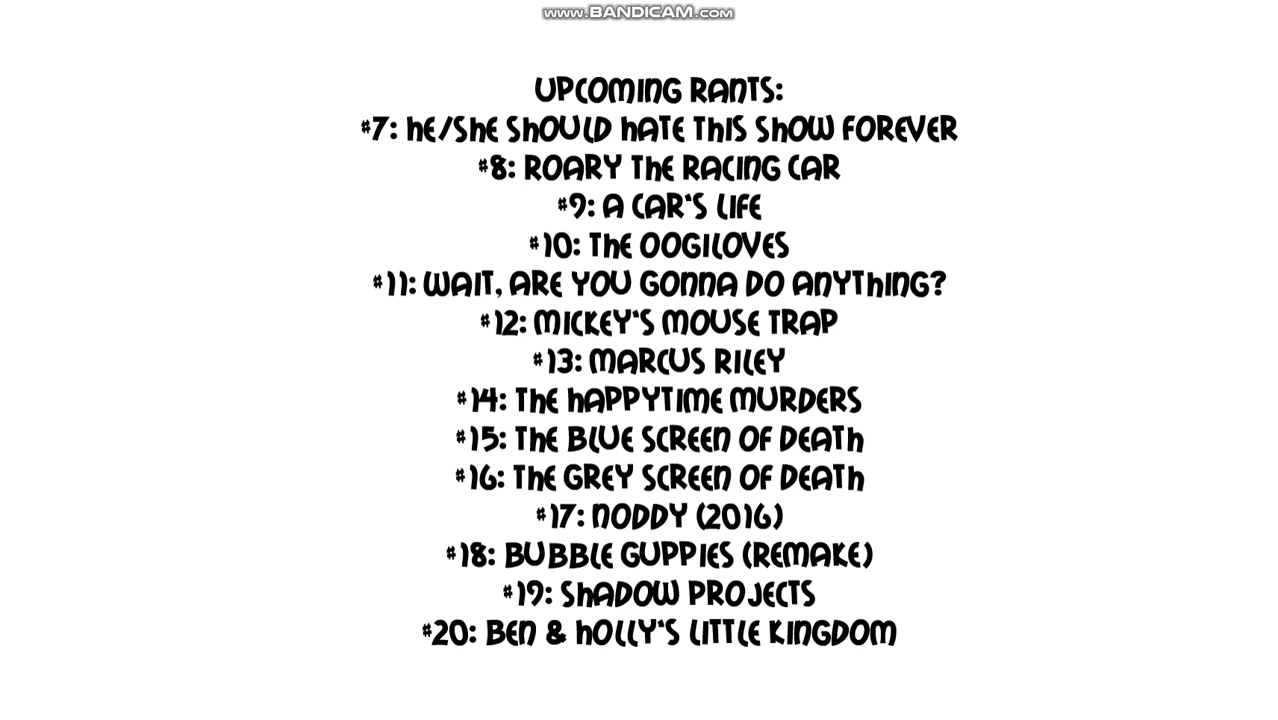 www.BANDICAM.com
UPCOMING RANTS:
#7: HE/SHE SHOULD HATE THIS SHOW FOREVER
#8: ROARY THE RACING CAR
#9: A CAR'S LIFE
#10: THE OOGILOVES
#11: WAIT, ARE YOU GONNA DO ANYTHING?
#12: MICKEY'S MOUSE TRAP
#13: MARCUS RILEY
#14: THE HAPPYTIME MURDERS
#15: THE BLUE SCREEN OF DEATH
#16: THE GREY SCREEN OF DEATH
#17: NODDY (2016)
#18: BUBBLE GUPPIES (REMAKE)
#19: SHADOW PROJECTS
#20: BEN & HOLLY'S LITTLE KINGDOM